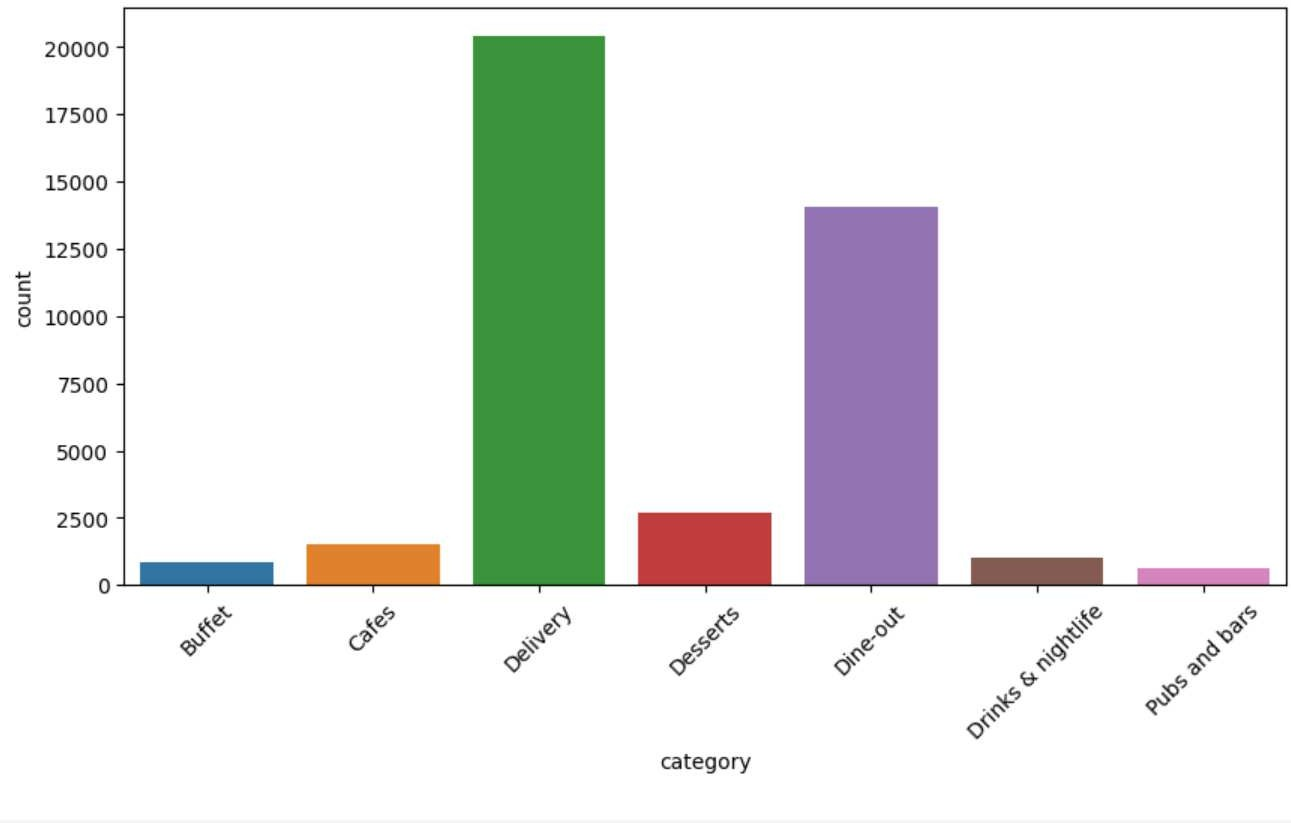 20000
17500
15000
12500
10000
7500
5000
2500
0
count
Buffet
Cafes
Delivery
Desserts
Dine-out
Drinks & nightlife
Pubs and bars
category